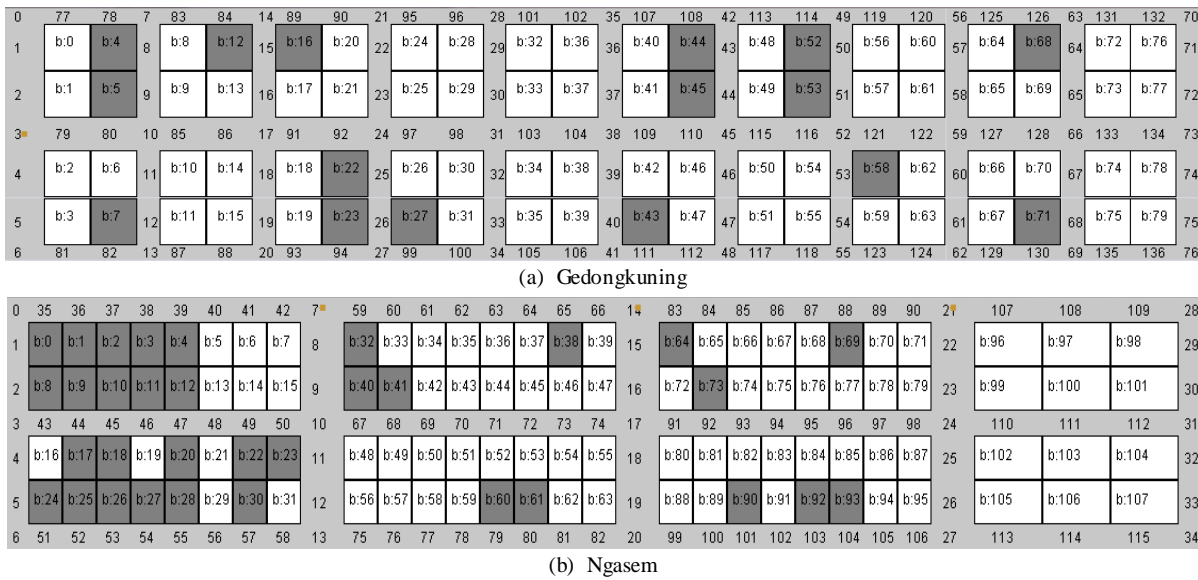 0 77 78 7 83 84 14 89 90 21 95 96 28 101 102 35 107 108 42 113 114 49 119 120 56 125 126 63 131 132 70
1 b:0 b:4 8 b:8 b:12 15 b:16 b:20 22 b:24 b:28 29 b:32 b:36 36 b:40 b:44 43 b:48 b:52 50 b:56 b:60 57 b:64 b:68 64 b:72 b:76 71
2 b:1 b:5 9 b:9 b:13 16 b:17 b:21 23 b:25 b:29 30 b:33 b:37 37 b:41 b:45 44 b:49 b:53 51 b:57 b:61 58 b:65 b:69 65 b:73 b:77 72
3 79 80 10 85 86 17 91 92 24 97 98 31 103 104 38 109 110 45 115 116 52 121 122 59 127 128 66 133 134 73
4 b:2 b:6 11 b:10 b:14 18 b:18 b:22 25 b:26 b:30 32 b:34 b:38 39 b:42 b:46 46 b:50 b:54 53 b:58 b:62 60 b:66 b:70 67 b:74 b:78 74
5 b:3 b:7 12 b:11 b:15 19 b:19 b:23 26 b:27 b:31 33 b:35 b:39 40 b:43 b:47 47 b:51 b:55 54 b:59 b:63 61 b:67 b:71 68 b:75 b:79 75
6 81 82 13 87 88 20 93 94 27 99 100 34 105 106 41 111 112 48 117 118 55 123 124 62 129 130 69 135 136 76
(a) Gedongkuning
0 35 36 37 38 39 40 41 42 7 59 60 61 62 63 64 65 66 14 83 84 85 86 87 88 89 90 21 107 108 109 28
1 b:0 b:1 b:2 b:3 b:4 b:5 b:6 b:7 8 b:32 b:33 b:34 b:35 b:36 b:37 b:38 b:39 15 b:64 b:65 b:66 b:67 b:68 b:69 b:70 b:71 22 b:96 b:97 b:98 29
2 b:8 b:9 b:10 b:11 b:12 b:13 b:14 b:15 9 b:40 b:41 b:42 b:43 b:44 b:45 b:46 b:47 16 b:72 b:73 b:74 b:75 b:76 b:77 b:78 b:79 23 b:99 b:100 b:101 30
3 43 44 45 46 47 48 49 50 10 67 68 69 70 71 72 73 74 17 91 92 93 94 95 96 97 98 24 110 111 112 31
4 b:16 b:17 b:18 b:19 b:20 b:21 b:22 b:23 11 b:48 b:49 b:50 b:51 b:52 b:53 b:54 b:55 18 b:80 b:81 b:82 b:83 b:84 b:85 b:86 b:87 25 b:102 b:103 b:104 32
5 b:24 b:25 b:26 b:27 b:28 b:29 b:30 b:31 12 b:56 b:57 b:58 b:59 b:60 b:61 b:62 b:63 19 b:88 b:89 b:90 b:91 b:92 b:93 b:94 b:95 26 b:105 b:106 b:107 33
6 51 52 53 54 55 56 57 58 13 75 76 77 78 79 80 81 82 20 99 100 101 102 103 104 105 106 27 113 114 115 34
(b) Ngasem